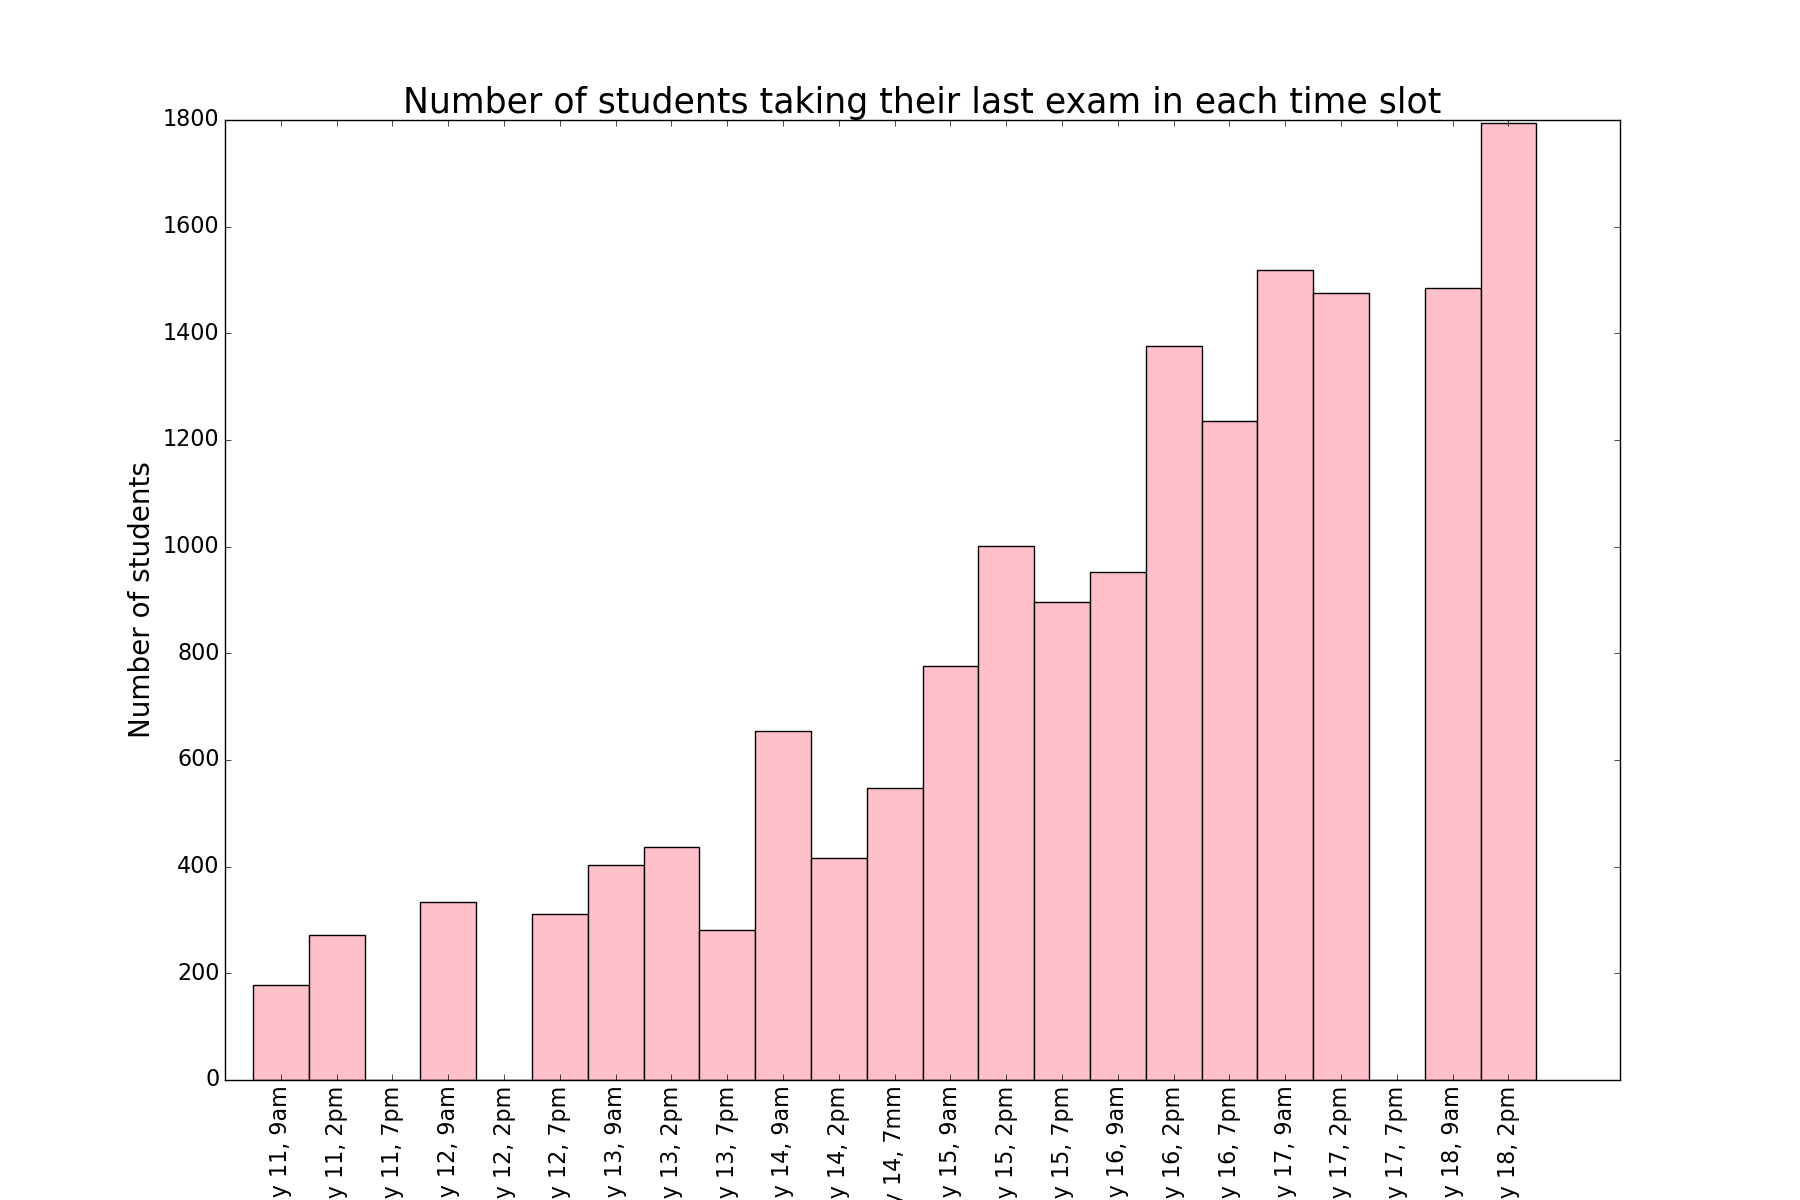 Number of students taking their last exam in each time slot
Number of students
1800
1600
1400
1200
1000
800
600
400
200
0
y 11, 9am
y 11, 2pm
y 11, 7pm
y 12, 9am
y 12, 2pm
y 12, 7pm
y 13, 9am
y 13, 2pm
y 13, 7pm
y 14, 9am
y 14, 2pm
y 14, 7mm
y 15, 9am
y 15, 2pm
y 15, 7pm
y 16, 9am
y 16, 2pm
y 16, 7pm
y 17, 9am
y 17, 2pm
y 17, 7pm
y 18, 9am
y 18, 2pm